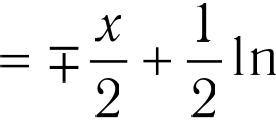 = ∓ x/2 + 1/2 ln